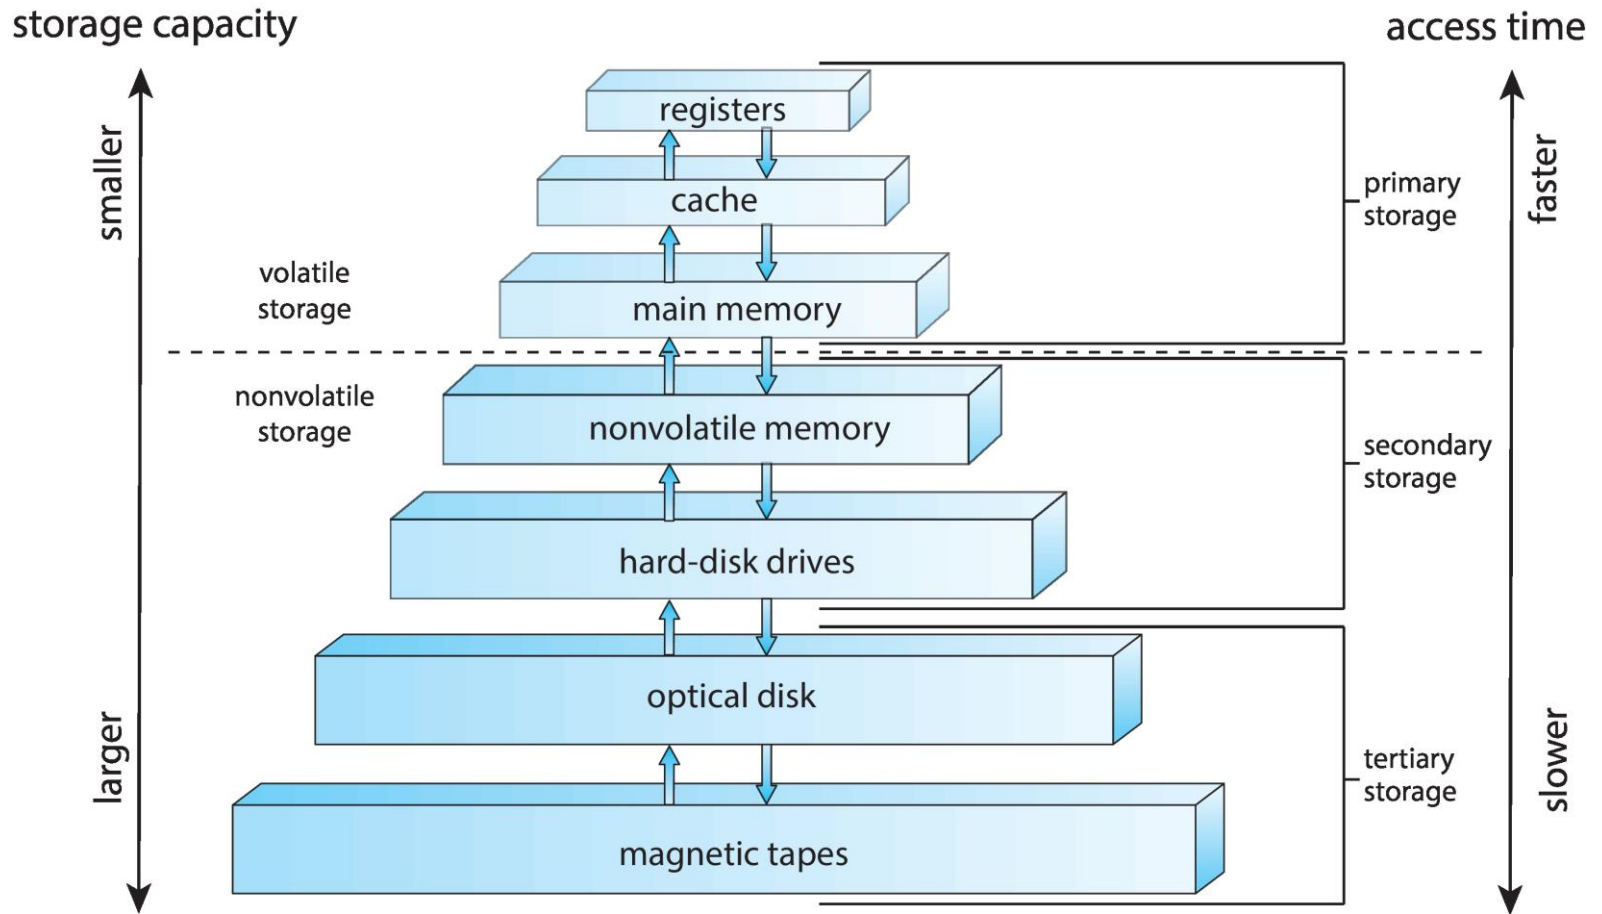 storage capacity
access time
smaller
larger
volatile
storage
nonvolatile
storage
registers
cache
main memory
nonvolatile memory
hard-disk drives
optical disk
magnetic tapes
primary
storage
secondary
storage
tertiary
storage
faster
slower